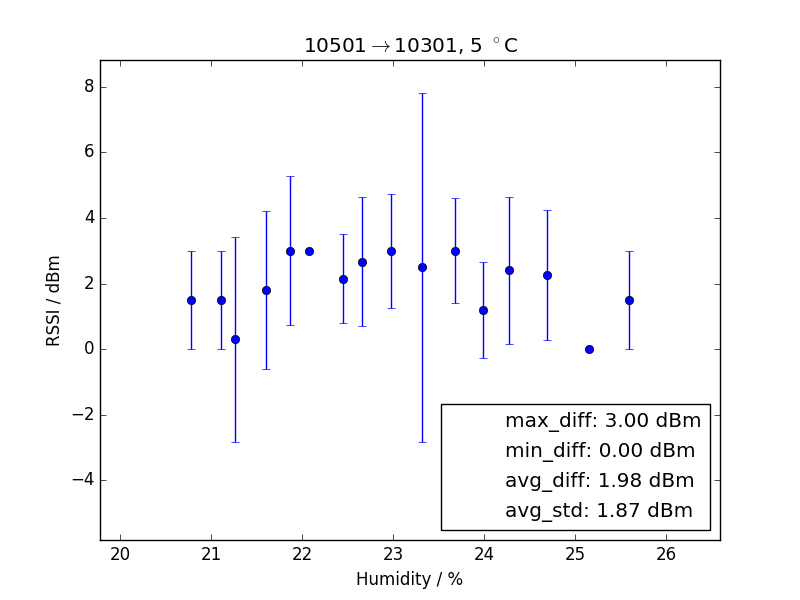 10501→10301, 5 °C
8
6
4
2
0
−2
−4
RSSI / dBm
max_diff: 3.00 dBm
min_diff: 0.00 dBm
avg_diff: 1.98 dBm
avg_std: 1.87 dBm
20 21 22 23 24 25 26
Humidity / %